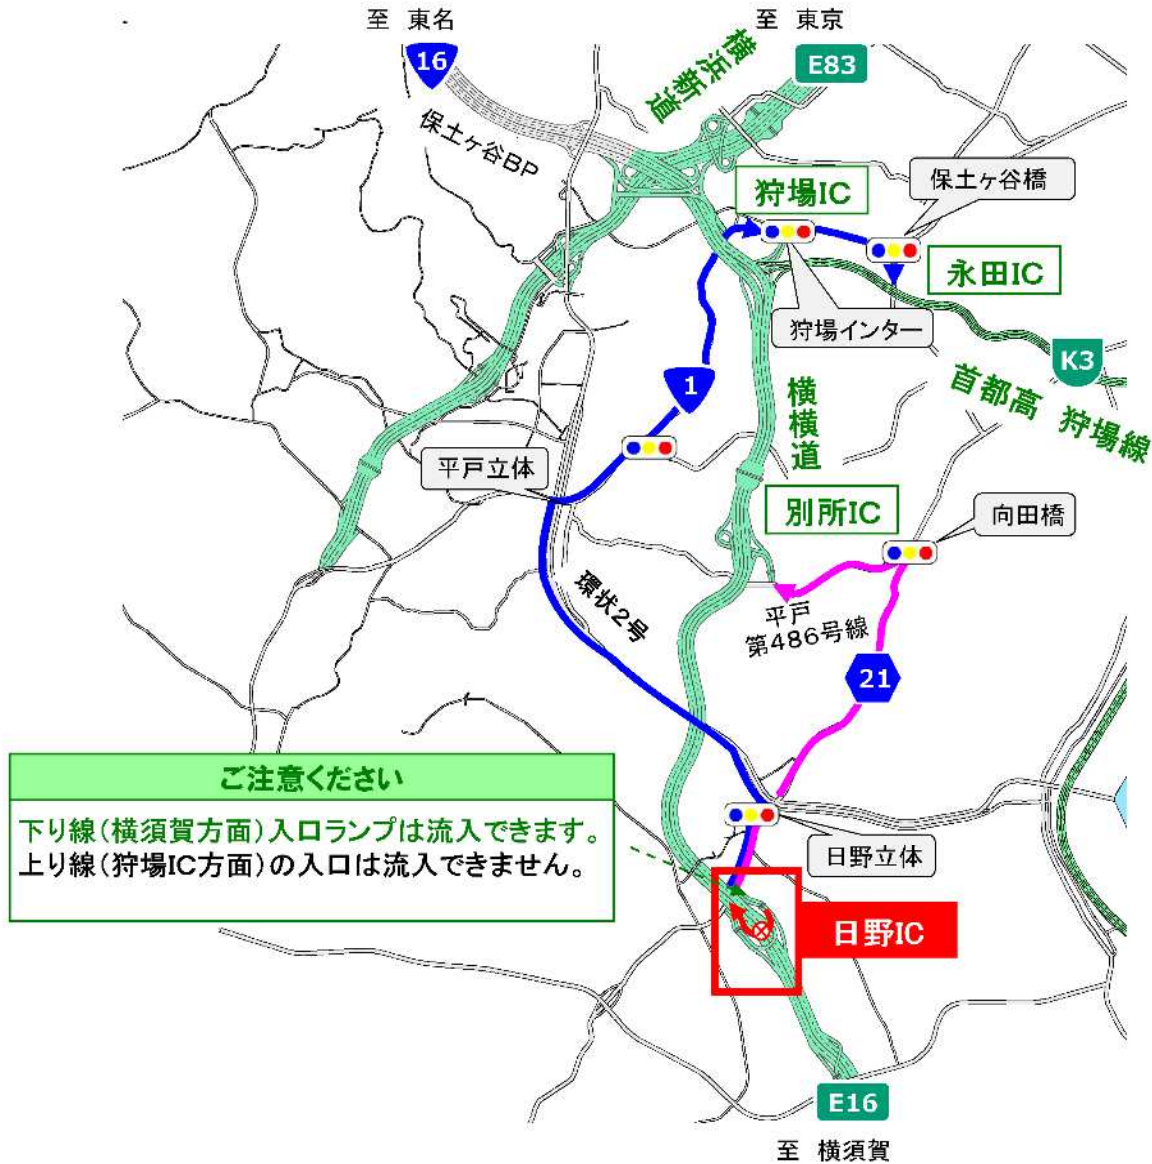 至 東名
至 東京
16
横浜新道
E83
保土ヶ谷BP
保土ヶ谷橋
狩場IC
永田IC
狩場インター
K3
1
首都高 狩場線
横横道
平戸立体
別所IC
向田橋
環状2号
平戸
第486号線
21
ご注意ください
下り線(横須賀方面)入口ランプは流入できます。
上り線(狩場IC方面)の入口は流入できません。
日野立体
日野IC
E16
至 横須賀